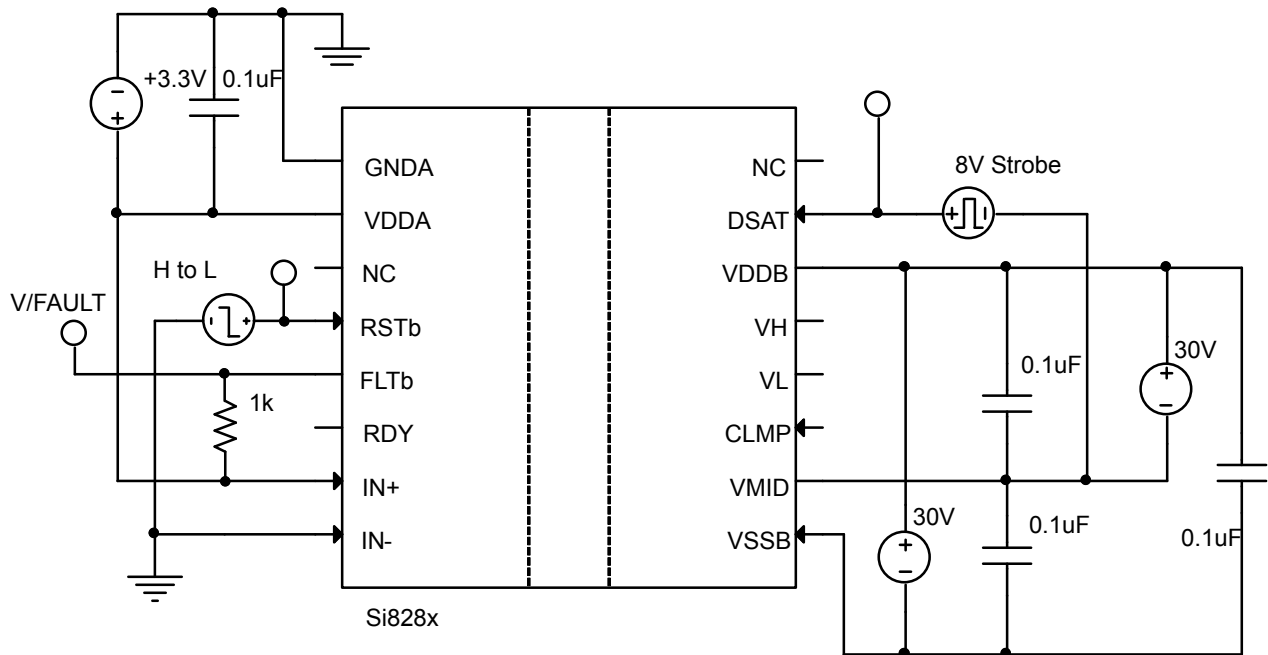 +3.3V
0.1uF
GNDA
VDDA
NC
RSTb
FLTb
RDY
IN+
IN-
H to L
V/FAULT
1k
Si828x
NC
DSAT
VDDB
VH
VL
CLMP
VMID
VSSB
8V Strobe
0.1uF
30V
30V
0.1uF
0.1uF